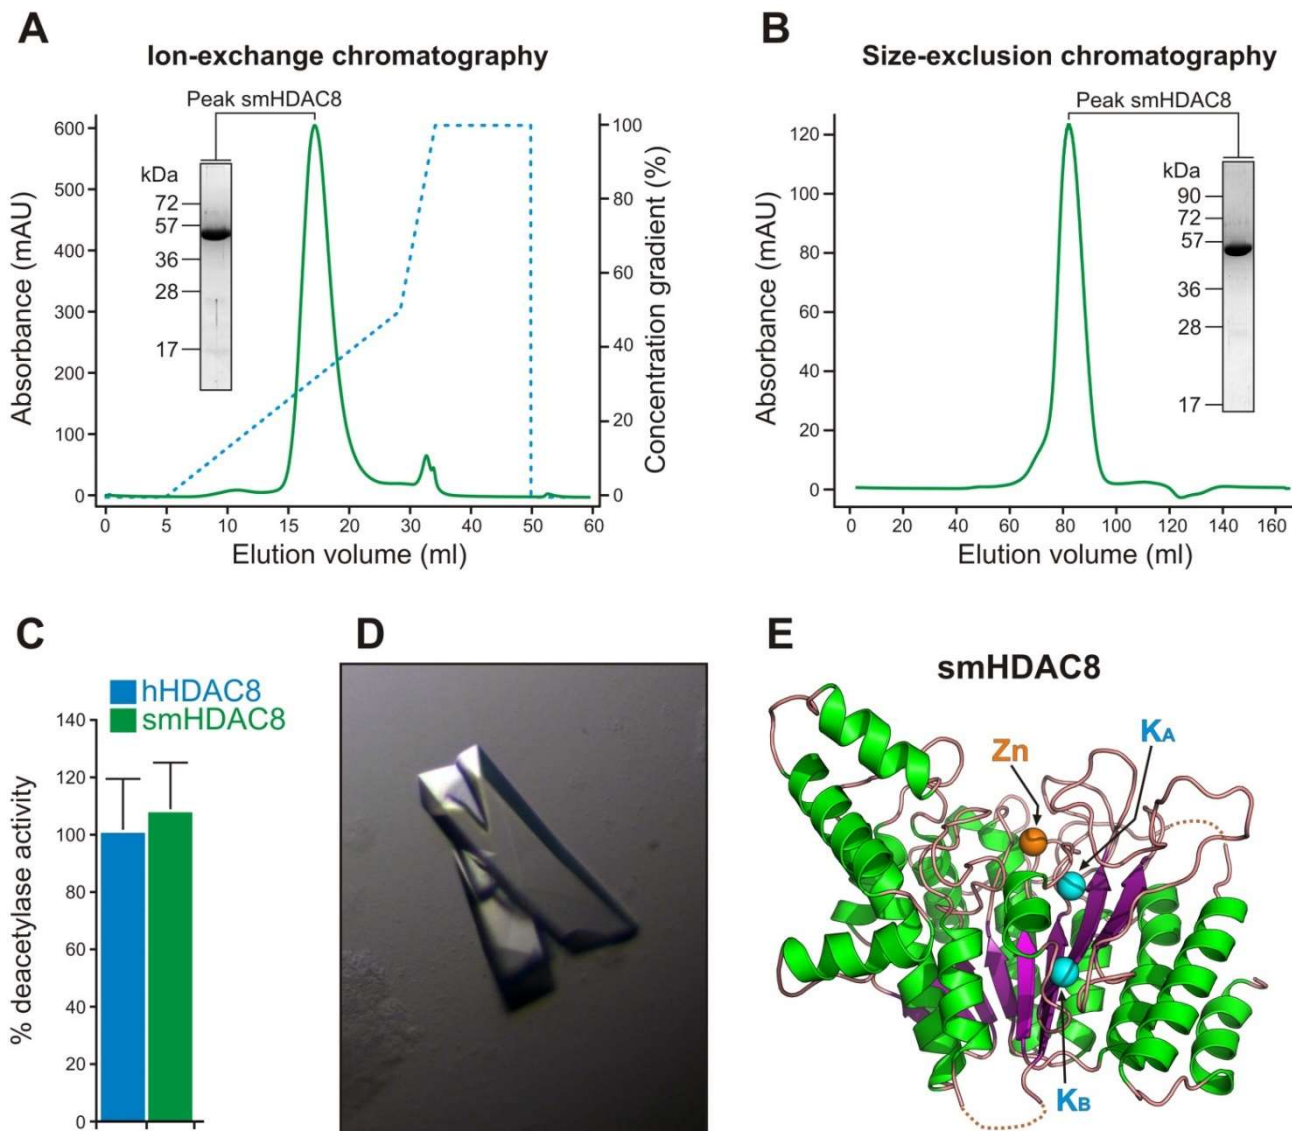 A
Ion-exchange chromatography
Peak smHDAC8
600
500
400
300
200
100
0
Absorbance (mAU)
kDa
72
57
36
28
17
100
80
60
40
20
0
Concentration gradient (%)
0 5 10 15 20 30 40 50 60
Elution volume (ml)
B
Size-exclusion chromatography
Peak smHDAC8
120
100
80
60
40
20
0
Absorbance (mAU)
kDa
90
72
57
36
28
17
0 20 40 60 80 100 120 140 160
Elution volume (ml)
C
hHDAC8
smHDAC8
140
120
100
80
60
40
20
0
% deacetylase activity
D
E
smHDAC8
Zn
KA
KB